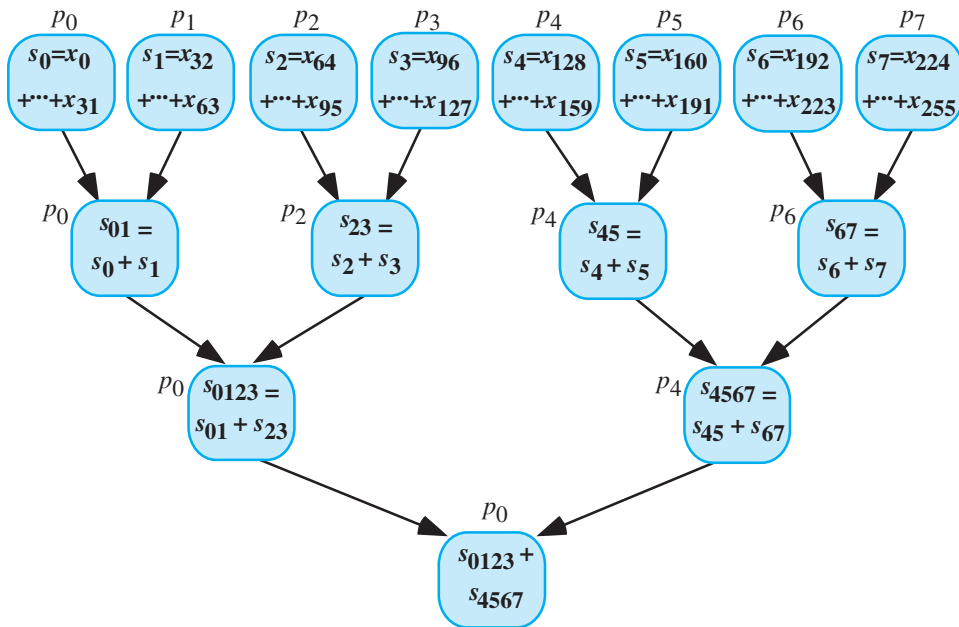 p0 p1 p2 p3 p4 p5 p6 p7
s0=x0
+···+x31
s1=x32
+···+x63
s2=x64
+···+x95
s3=x96
+···+x127
s4=x128
+···+x159
s5=x160
+···+x191
s6=x192
+···+x223
s7=x224
+···+x255
p0
s01 =
s0 + s1
p2
s23 =
s2 + s3
p4
s45 =
s4 + s5
p6
s67 =
s6 + s7
p0
s0123 =
s01 + s23
p4
s4567 =
s45 + s67
p0
s0123 +
s4567